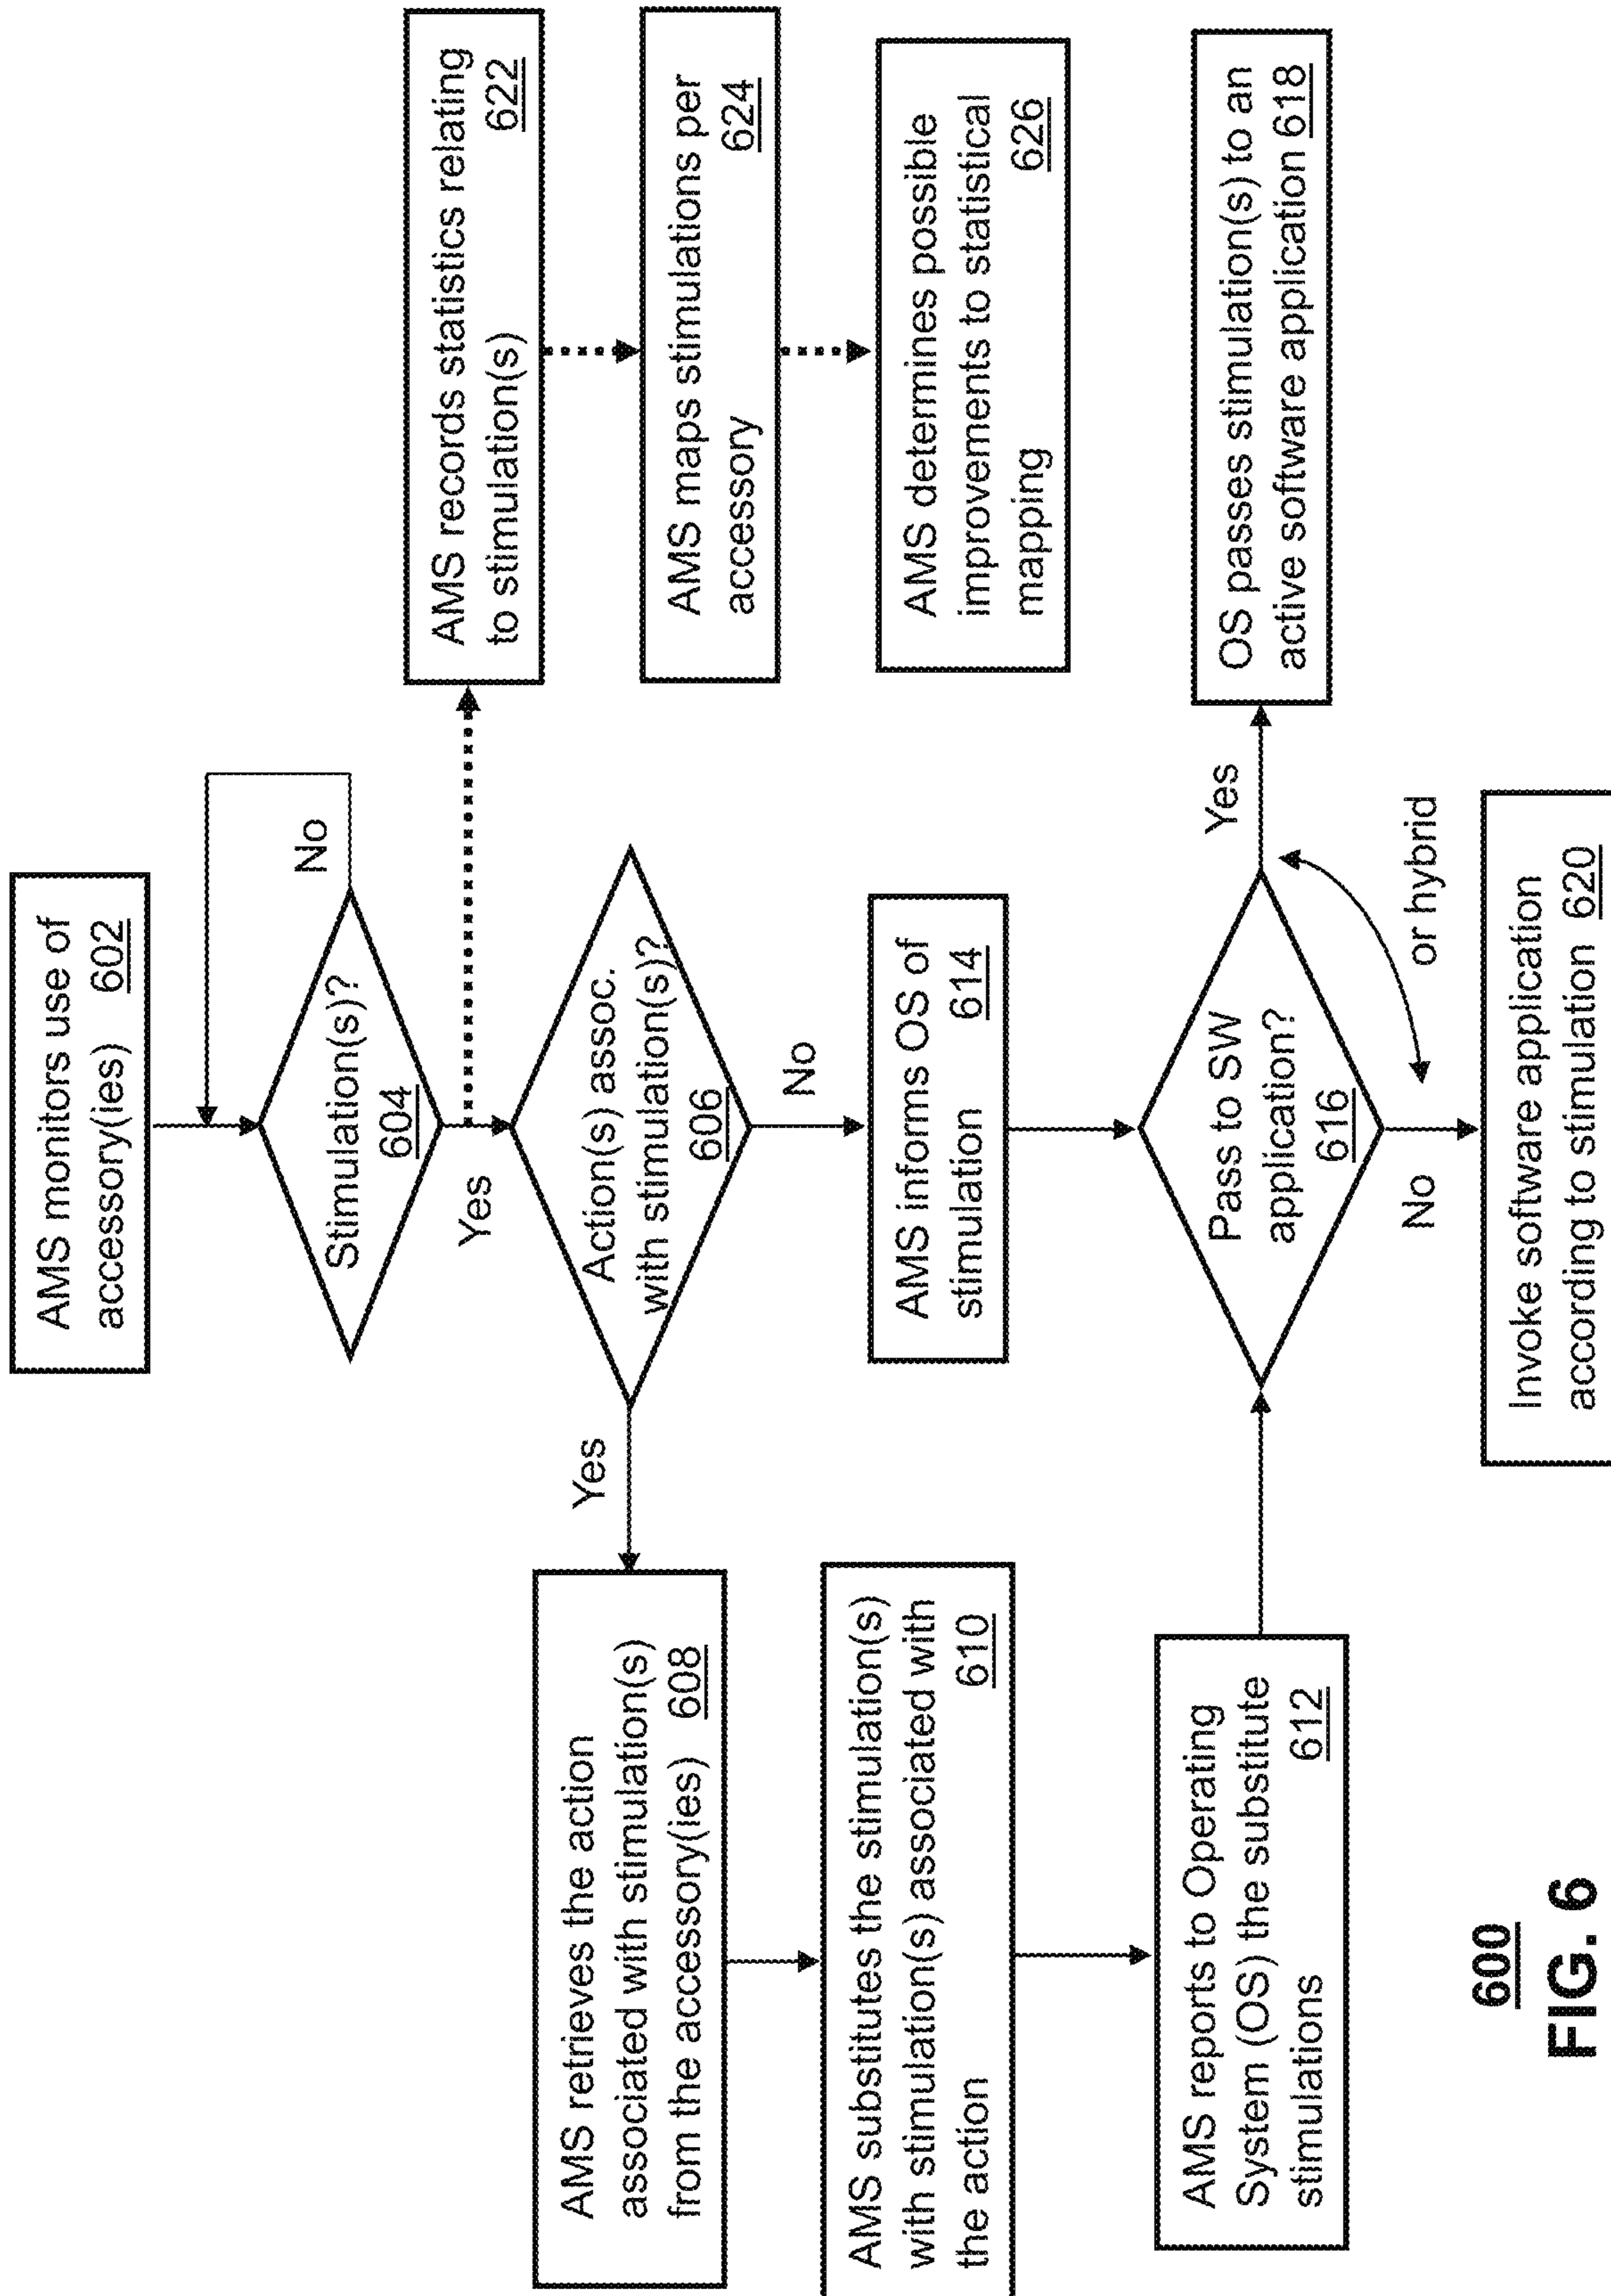 AMS monitors use of
accessory(ies) 602
No
Stimulation(s)?
604
Yes
AMS records statistics relating
to stimulation(s) 622
AMS maps stimulations per
accessory 624
AMS determines possible
improvements to statistical
mapping 626
Action(s) assoc.
with stimulation(s)?
606
Yes
No
AMS retrieves the action
associated with stimulation(s)
from the accessory(ies) 608
AMS substitutes the stimulation(s)
with stimulation(s) associated with
the action 610
AMS reports to Operating
System (OS) the substitute
stimulations 612
AMS informs OS of
stimulation 614
Pass to SW
application?
616
Yes
or hybrid
No
OS passes stimulation(s) to an
active software application 618
Invoke software application
according to stimulation 620
600
FIG. 6